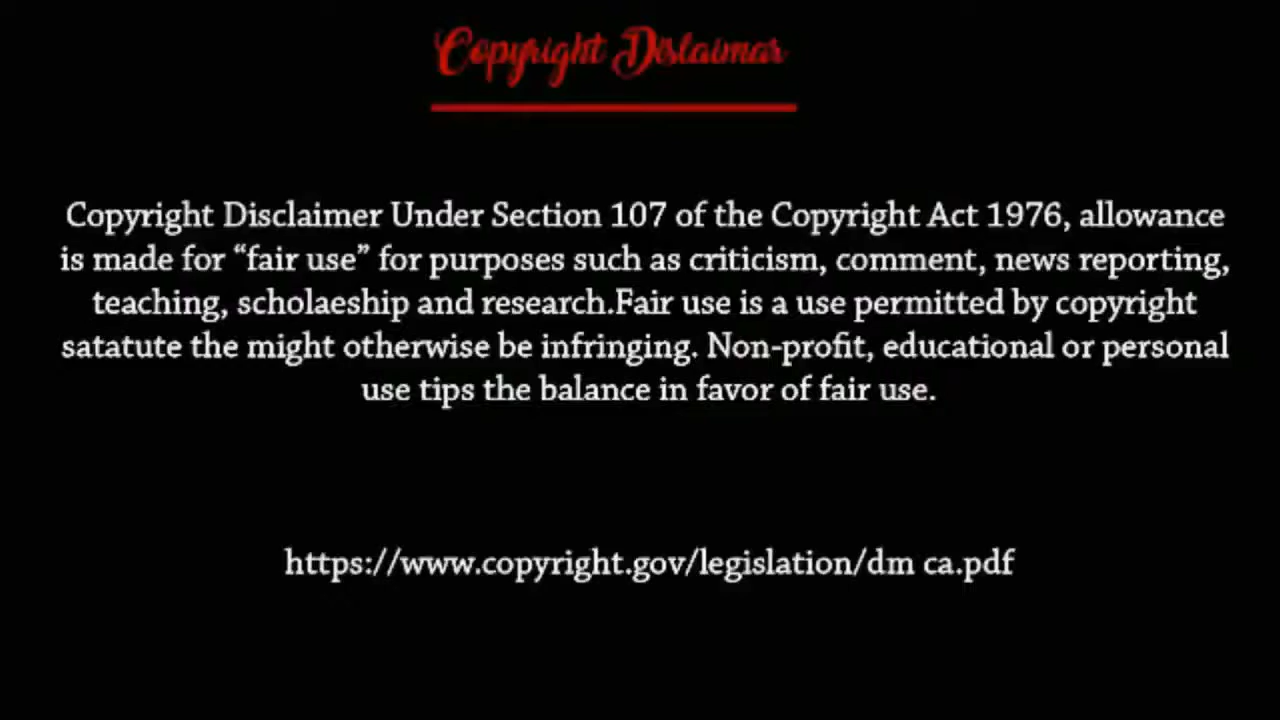 Copyright Dislaimar
Copyright Disclaimer Under Section 107 of the Copyright Act 1976, allowance
is made for “fair use” for purposes such as criticism, comment, news reporting,
teaching, scholaeship and research.Fair use is a use permitted by copyright
satatute the might otherwise be infringing. Non-profit, educational or personal
use tips the balance in favor of fair use.
https://www.copyright.gov/legislation/dm ca.pdf